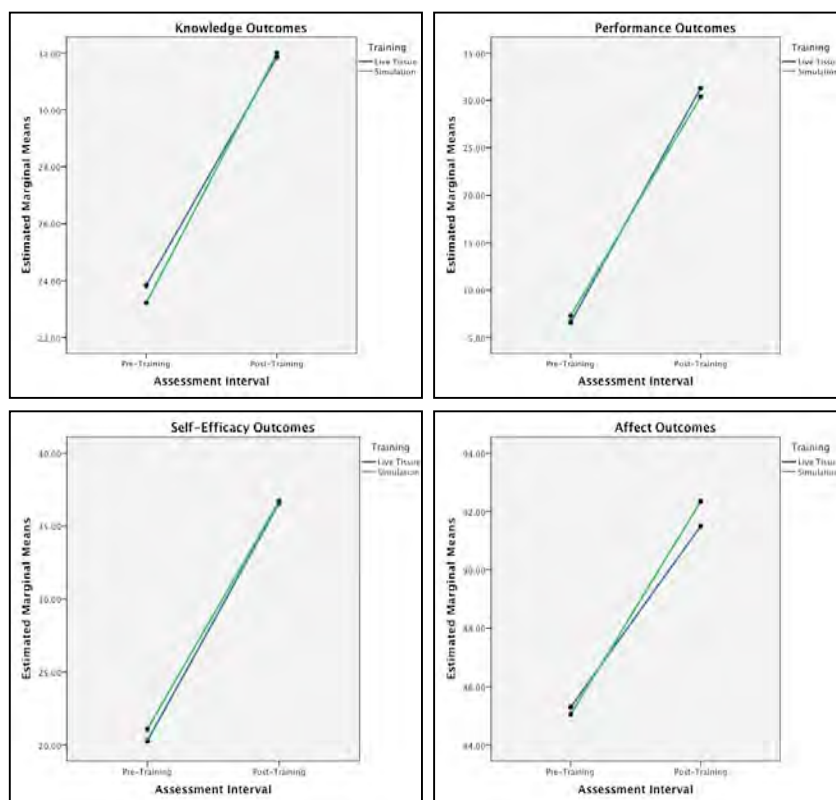 Knowledge Outcomes
Training
Live Tissue
Simulation
Estimated Marginal Means
32.00
30.00
28.00
26.00
24.00
22.00
Pre-Training
Post-Training
Assessment Interval
Performance Outcomes
Training
Live Tissue
Simulation
Estimated Marginal Means
35.00
30.00
25.00
20.00
15.00
10.00
5.00
Pre-Training
Post-Training
Assessment Interval
Self-Efficacy Outcomes
Training
Live Tissue
Simulation
Estimated Marginal Means
40.00
35.00
30.00
25.00
20.00
Pre-Training
Post-Training
Assessment Interval
Affect Outcomes
Training
Live Tissue
Simulation
Estimated Marginal Means
94.00
92.00
90.00
88.00
86.00
84.00
Pre-Training
Post-Training
Assessment Interval